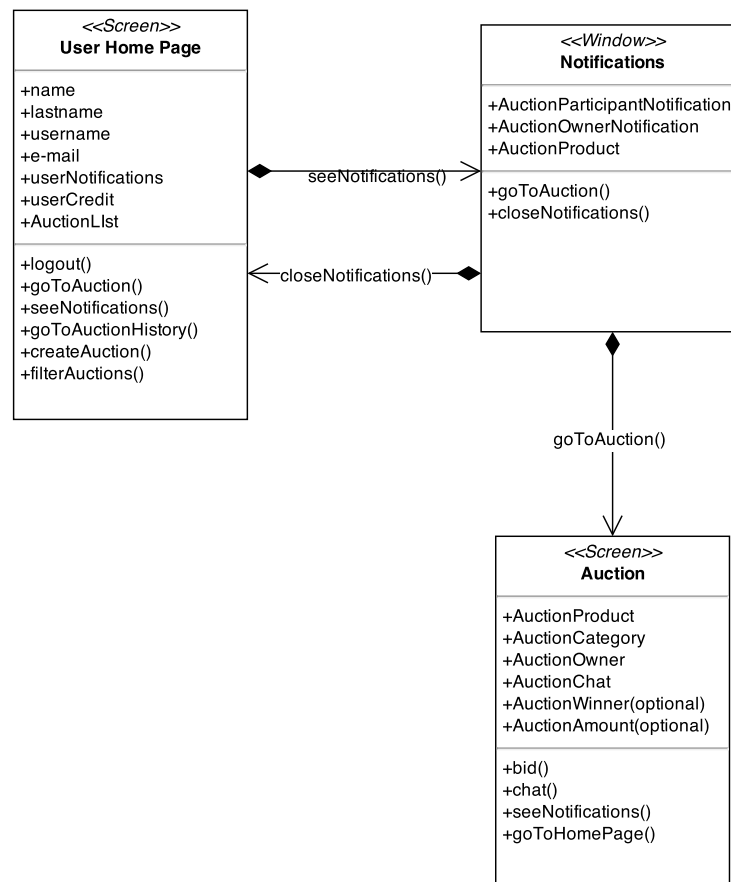 <<Screen>>
User Home Page
+name
+lastname
+username
+e-mail
+userNotifications
+userCredit
+AuctionLIst
+logout()
+goToAuction()
+seeNotifications()
+goToAuctionHistory()
+createAuction()
+filterAuctions()
seeNotifications()
closeNotifications()
<<Window>>
Notifications
+AuctionParticipantNotification
+AuctionOwnerNotification
+AuctionProduct
+goToAuction()
+closeNotifications()
goToAuction()
<<Screen>>
Auction
+AuctionProduct
+AuctionCategory
+AuctionOwner
+AuctionChat
+AuctionWinner(optional)
+AuctionAmount(optional)
+bid()
+chat()
+seeNotifications()
+goToHomePage()